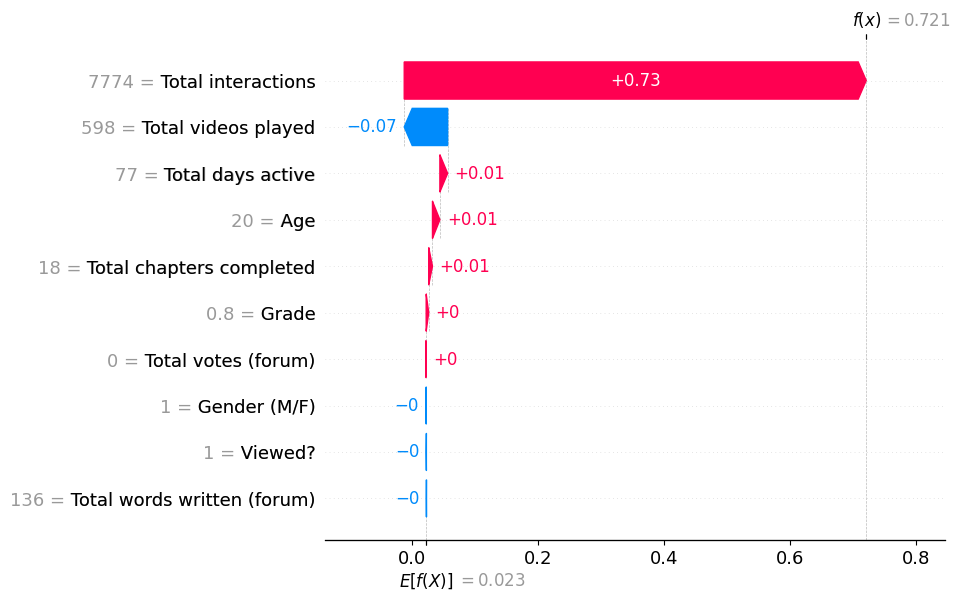 f(x) = 0.721
7774 = Total interactions +0.73
598 = Total videos played −0.07
77 = Total days active +0.01
20 = Age +0.01
18 = Total chapters completed +0.01
0.8 = Grade +0
0 = Total votes (forum) +0
1 = Gender (M/F) −0
1 = Viewed? −0
136 = Total words written (forum) −0
0.0 0.2 0.4 0.6 0.8
E[f(X)] = 0.023